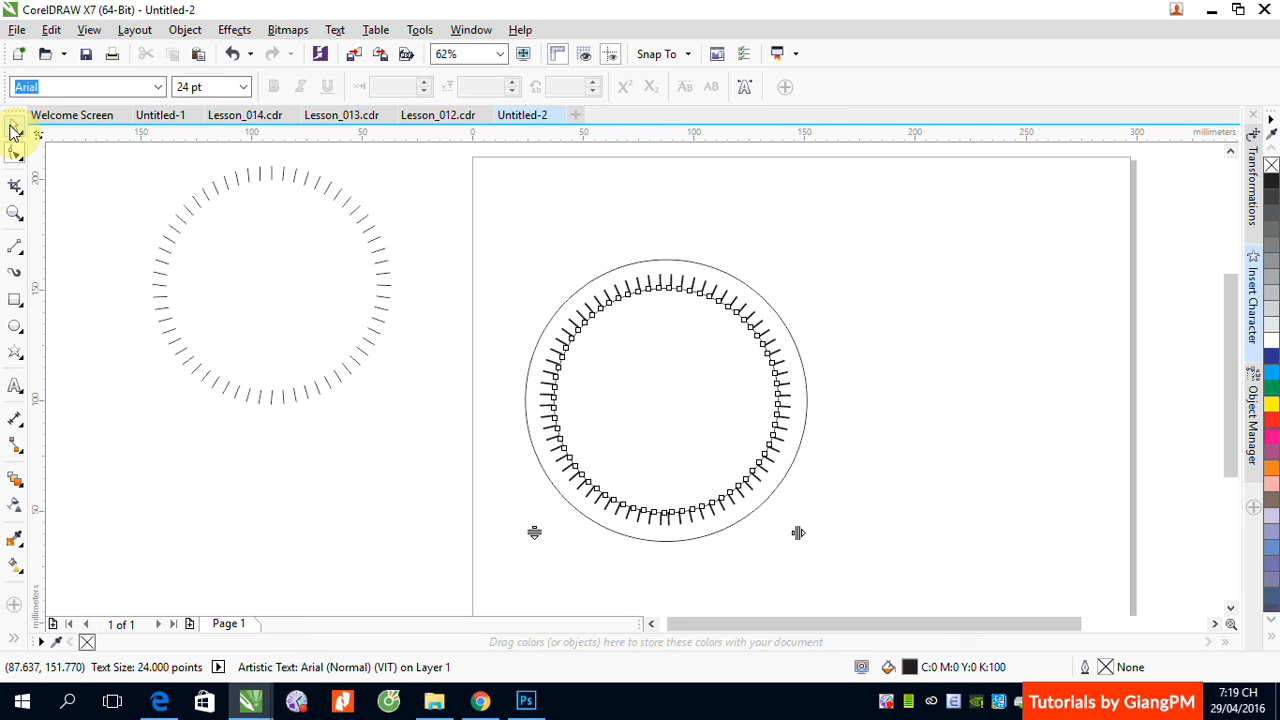 CorelDRAW X7 (64-Bit) - Untitled-2
File Edit View Layout Object Effects Bitmaps Text Table Tools Window Help
62% Snap To
Arial 24 pt
Welcome Screen Untitled-1 Lesson_014.cdr Lesson_013.cdr Lesson_012.cdr Untitled-2
150 100 50 0 50 100 150 200 250 300 millimeters
200
150
100
50
millimeters
Transformations
Insert Character
Object Manager
1 of 1 Page 1
Drag colors (or objects) here to store these colors with your document
(87.637, 151.770) Text Size: 24.000 points Artistic Text: Arial (Normal) (VIT) on Layer 1 C:0 M:0 Y:0 K:100 None
Tutorials by GiangPM
7:19 CH
29/04/2016